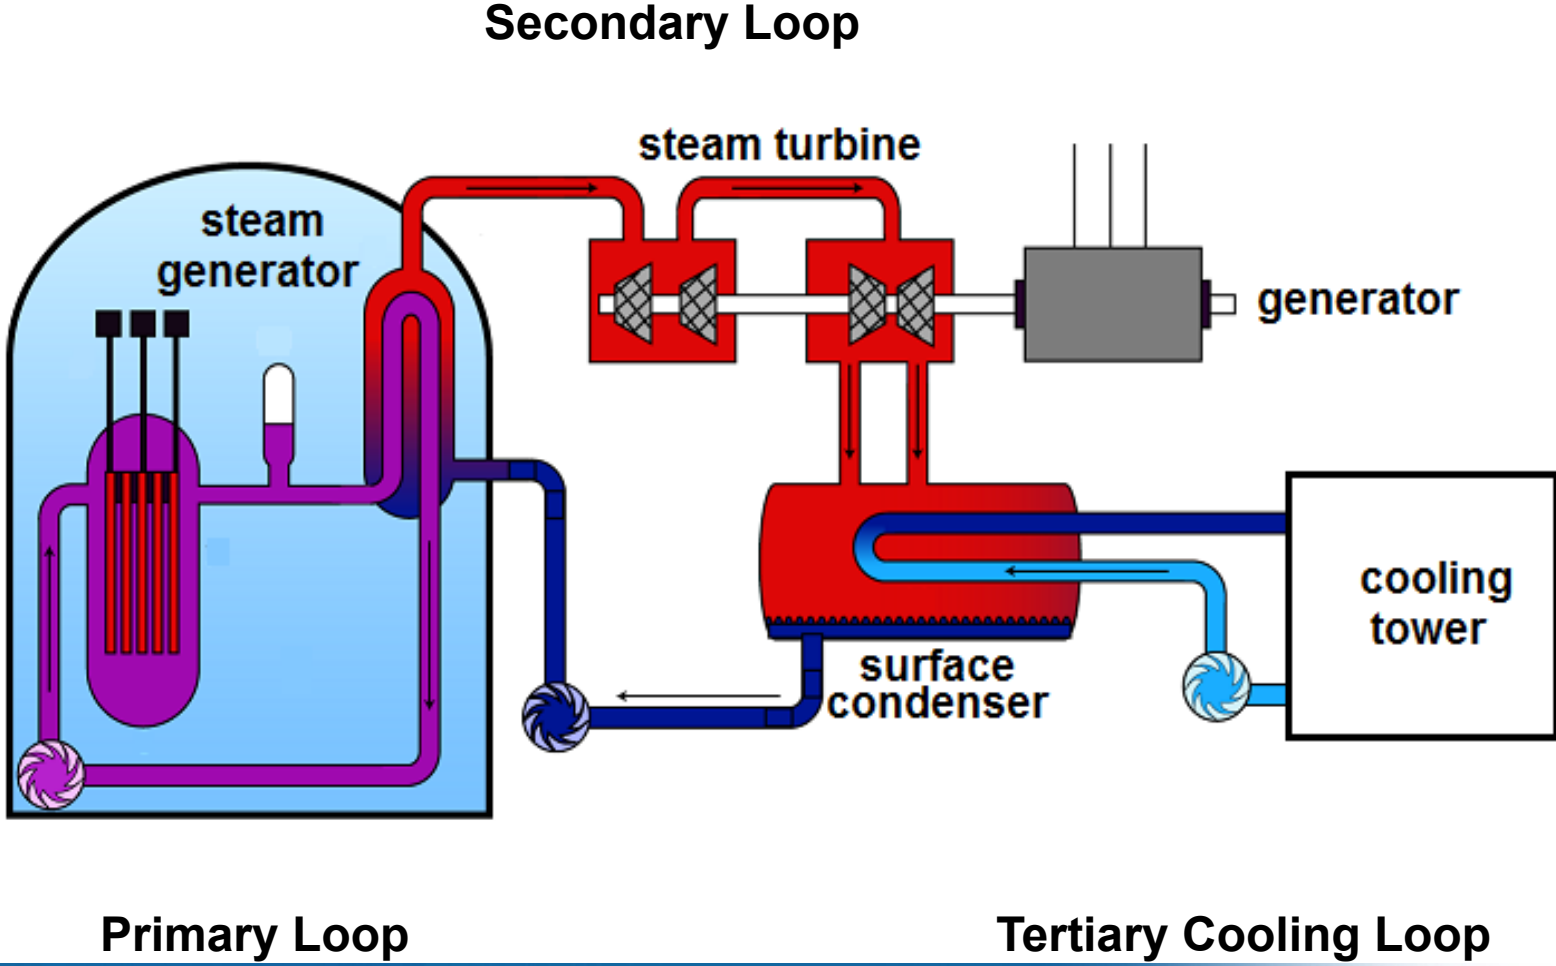 Secondary Loop
steam turbine
steam
generator
generator
cooling
tower
surface
condenser
Primary Loop
Tertiary Cooling Loop